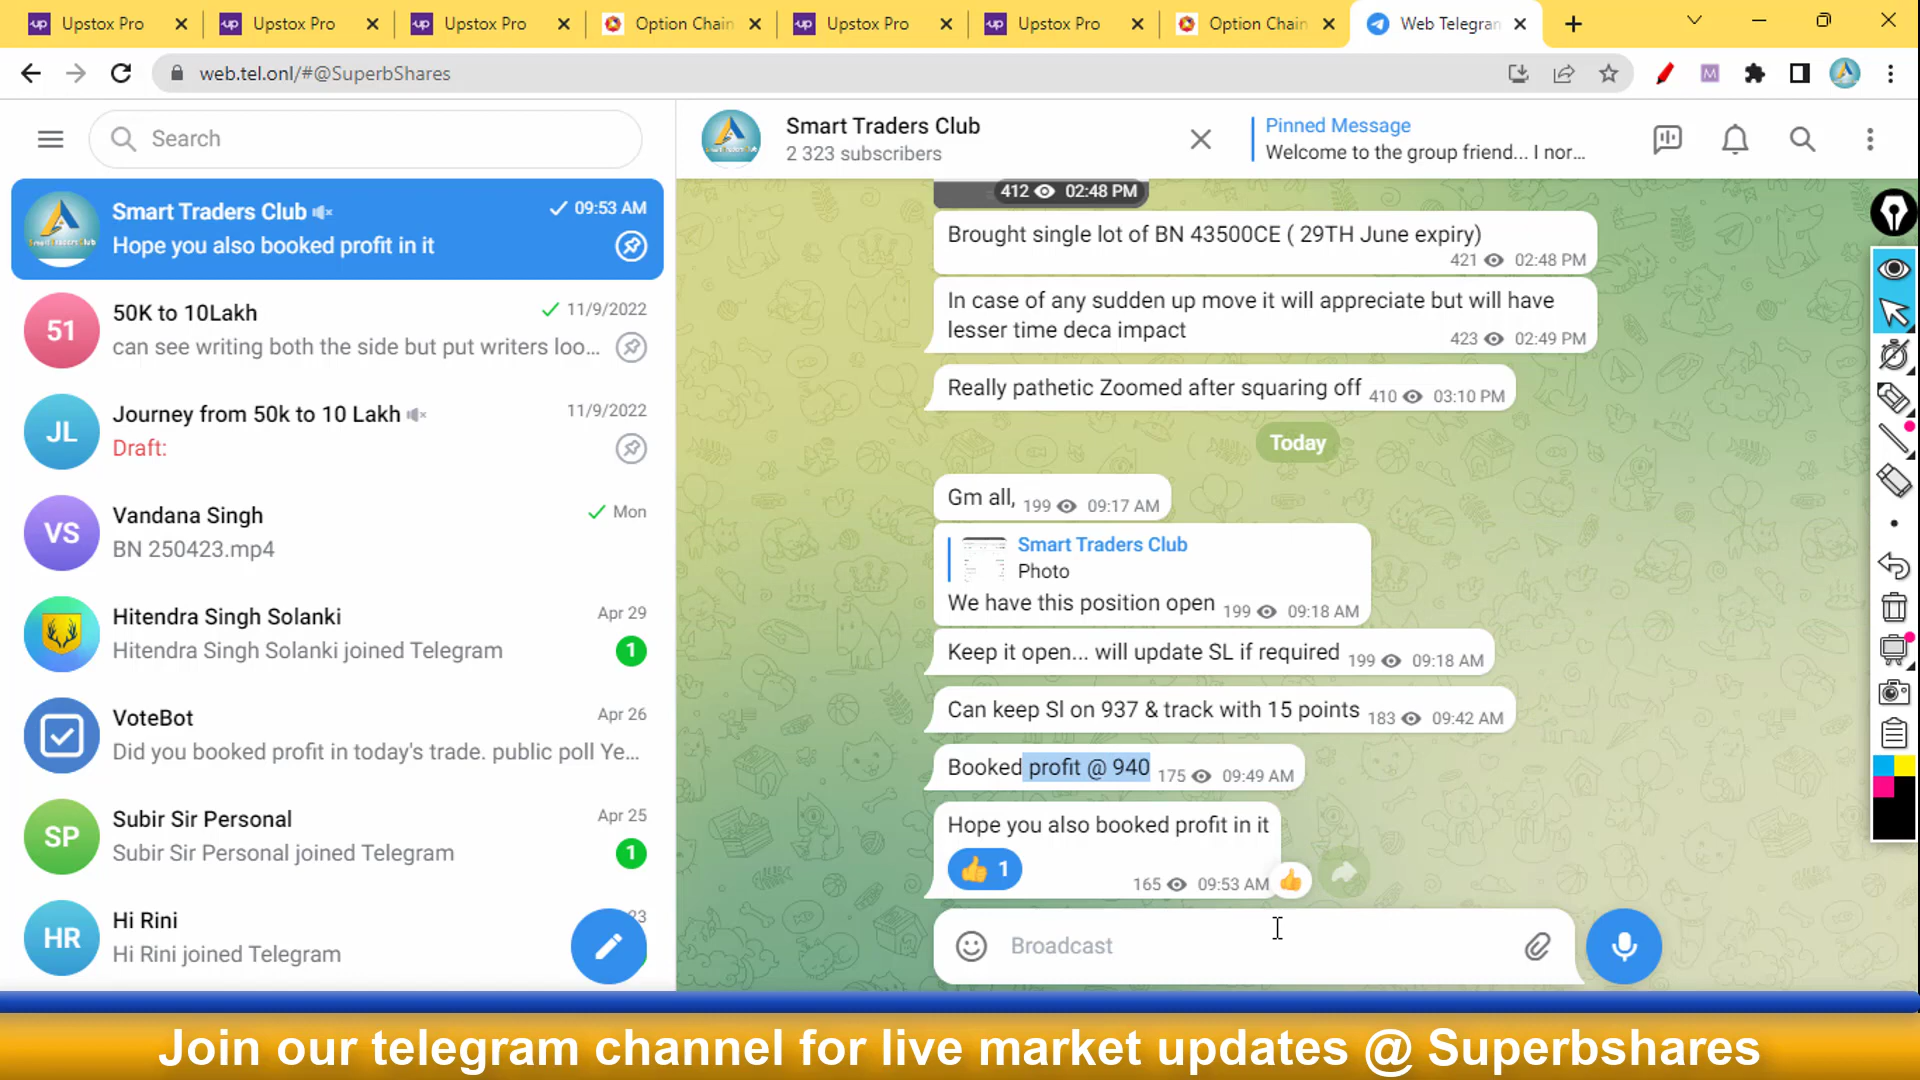 Upstox Pro
Upstox Pro
Upstox Pro
Option Chain
Upstox Pro
Upstox Pro
Option Chain
Web Telegram
web.tel.onl/#@SuperbShares
Search
Smart Traders Club
09:53 AM
Hope you also booked profit in it
51
50K to 10Lakh
11/9/2022
can see writing both the side but put writers loo...
JL
Journey from 50k to 10 Lakh
11/9/2022
Draft:
VS
Vandana Singh
Mon
BN 250423.mp4
Hitendra Singh Solanki
Apr 29
Hitendra Singh Solanki joined Telegram
1
VoteBot
Apr 26
Did you booked profit in today's trade. public poll Ye...
SP
Subir Sir Personal
Apr 25
Subir Sir Personal joined Telegram
1
HR
Hi Rini
23
Hi Rini joined Telegram
Smart Traders Club
2 323 subscribers
Pinned Message
Welcome to the group friend... I nor...
412 02:48 PM
Brought single lot of BN 43500CE ( 29TH June expiry)
421 02:48 PM
In case of any sudden up move it will appreciate but will have
lesser time deca impact
423 02:49 PM
Really pathetic Zoomed after squaring off 410 03:10 PM
Today
Gm all, 199 09:17 AM
Smart Traders Club
Photo
We have this position open 199 09:18 AM
Keep it open... will update SL if required 199 09:18 AM
Can keep Sl on 937 & track with 15 points 183 09:42 AM
Booked profit @ 940 175 09:49 AM
Hope you also booked profit in it
👍 1
165 09:53 AM
Broadcast
Join our telegram channel for live market updates @ Superbshares